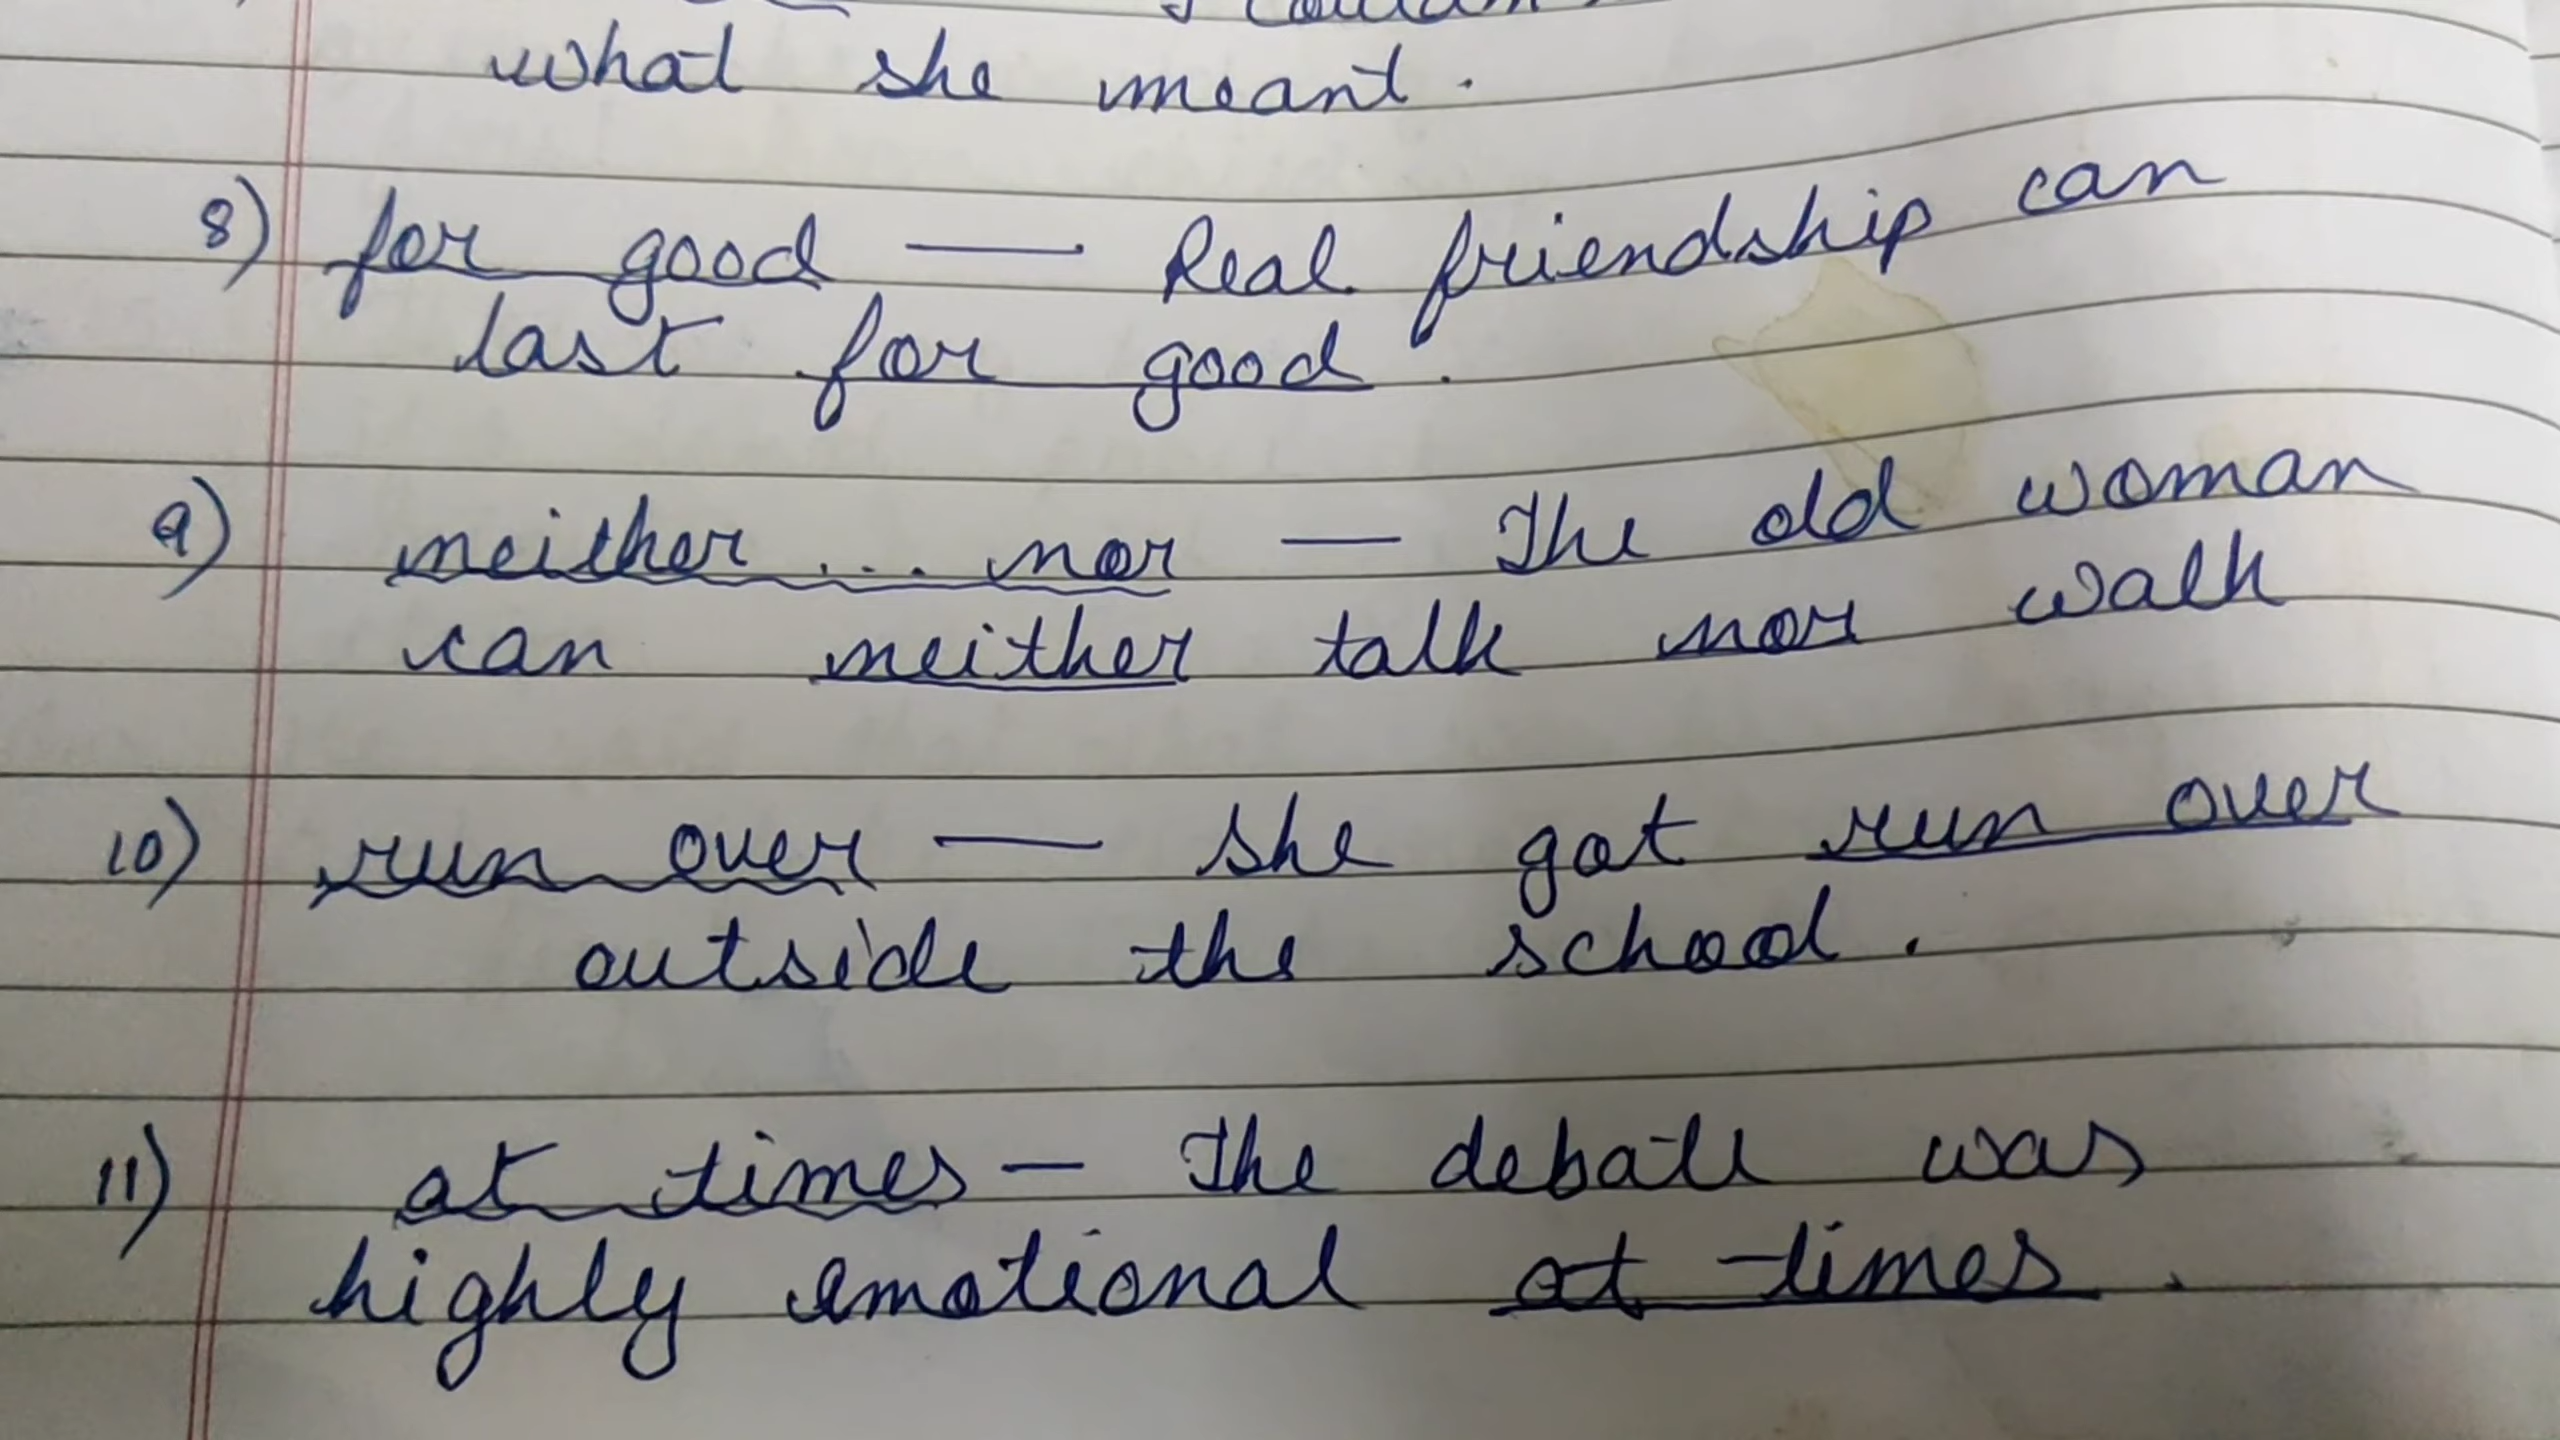 what she meant.
8) for good — Real friendship can
last for good.
9) neither ... nor — The old woman
can neither talk nor walk
10) run over — She got run over
outside the school.
11) at times — The debate was
highly emotional at times.